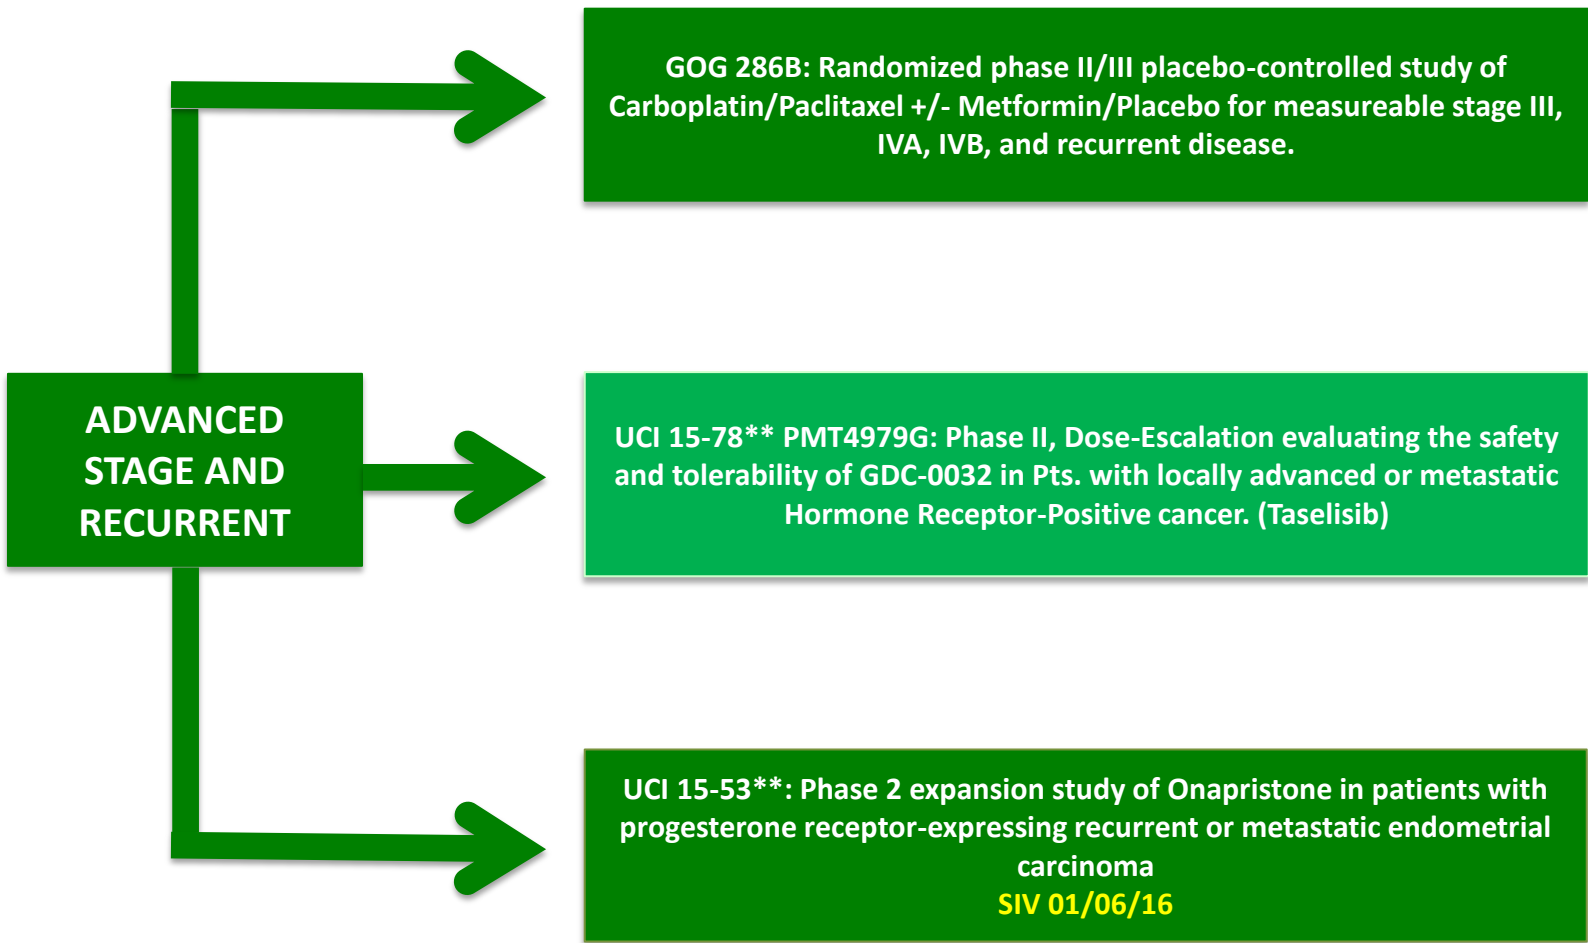 GOG 286B: Randomized phase II/III placebo-controlled study of
Carboplatin/Paclitaxel +/- Metformin/Placebo for measureable stage III,
IVA, IVB, and recurrent disease.
ADVANCED
STAGE AND
RECURRENT
UCI 15-78** PMT4979G: Phase II, Dose-Escalation evaluating the safety
and tolerability of GDC-0032 in Pts. with locally advanced or metastatic
Hormone Receptor-Positive cancer. (Taselisib)
UCI 15-53**: Phase 2 expansion study of Onapristone in patients with
progesterone receptor-expressing recurrent or metastatic endometrial
carcinoma
SIV 01/06/16